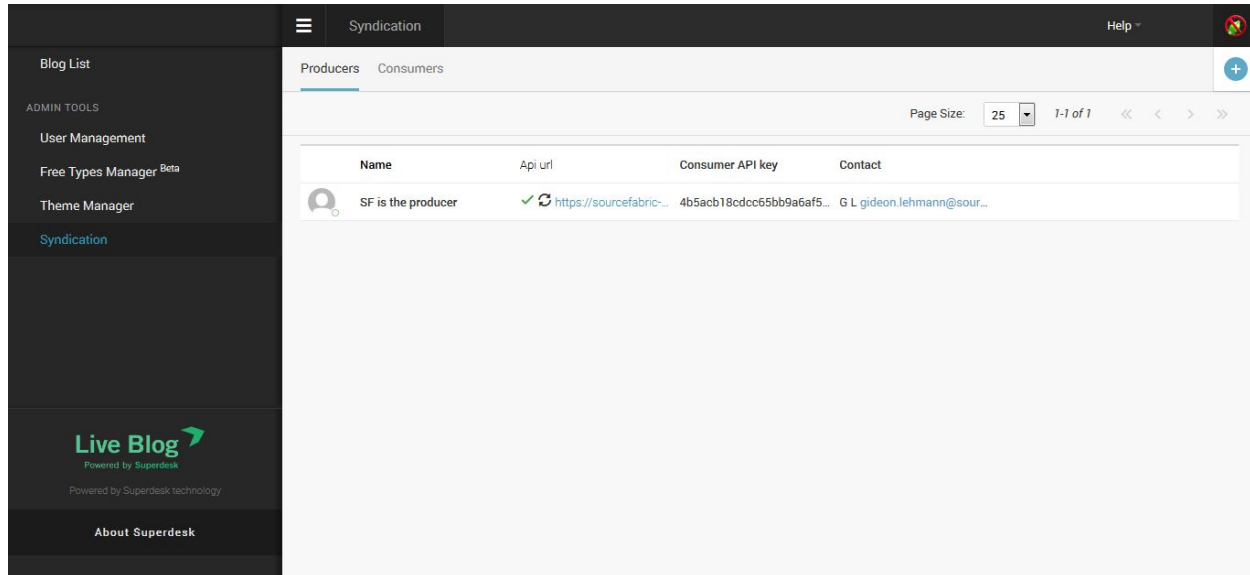 Syndication
Help
Blog List
ADMIN TOOLS
User Management
Free Types Manager Beta
Theme Manager
Syndication
Live Blog
Powered by Superdesk
Powered by Superdesk technology
About Superdesk
Producers Consumers
Page Size: 25 1-1 of 1
Name Api url Consumer API key Contact
SF is the producer https://sourcefabric-... 4b5acb18cdcc65bb9a6af5... G L gideon.lehmann@sour...